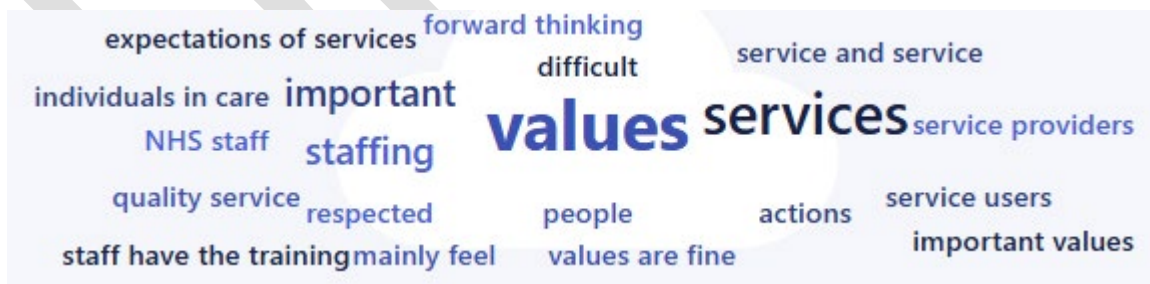 forward thinking
expectations of services
difficult
service and service
individuals in care
important
values
services
service providers
NHS staff
staffing
quality service
respected
people
actions
service users
staff have the training
mainly feel
values are fine
important values